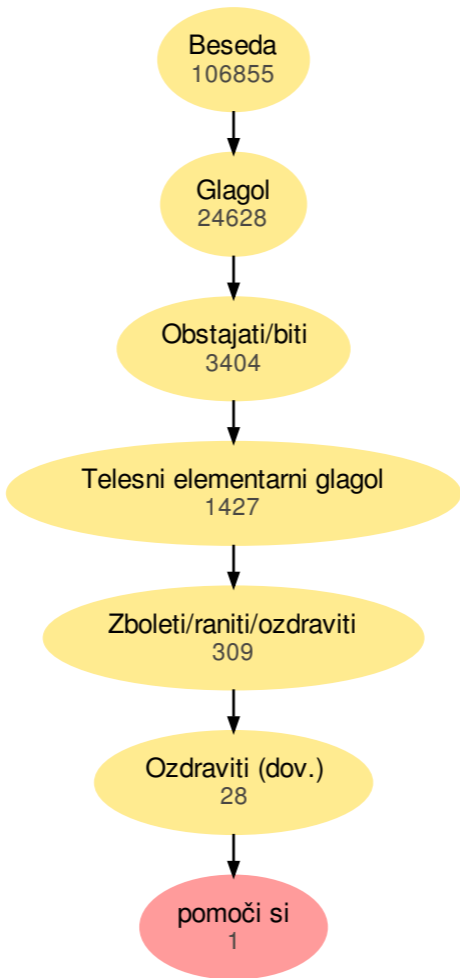 Beseda
106855
Glagol
24628
Obstajati/biti
3404
Telesni elementarni glagol
1427
Zboleti/raniti/ozdraviti
309
Ozdraviti (dov.)
28
pomoči si
1